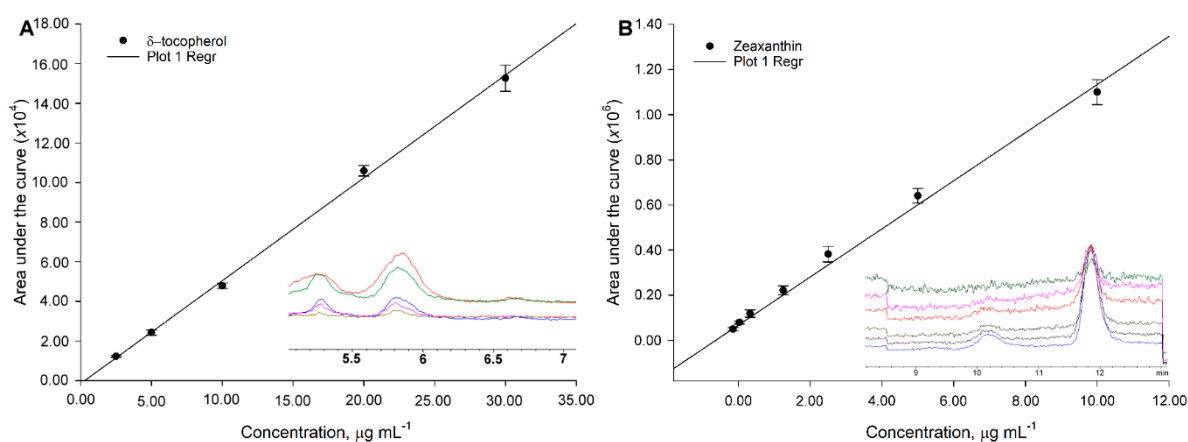 A
δ–tocopherol
Plot 1 Regr
Area under the curve (x10⁴)
18.00
16.00
14.00
12.00
10.00
8.00
6.00
4.00
2.00
0.00
5.5
6
6.5
7
0.00 5.00 10.00 15.00 20.00 25.00 30.00 35.00
Concentration, µg mL⁻¹
B
Zeaxanthin
Plot 1 Regr
Area under the curve (x10⁶)
1.40
1.20
1.00
0.80
0.60
0.40
0.20
0.00
9 10 11 12 min
0.00 2.00 4.00 6.00 8.00 10.00 12.00
Concentration, µg mL⁻¹